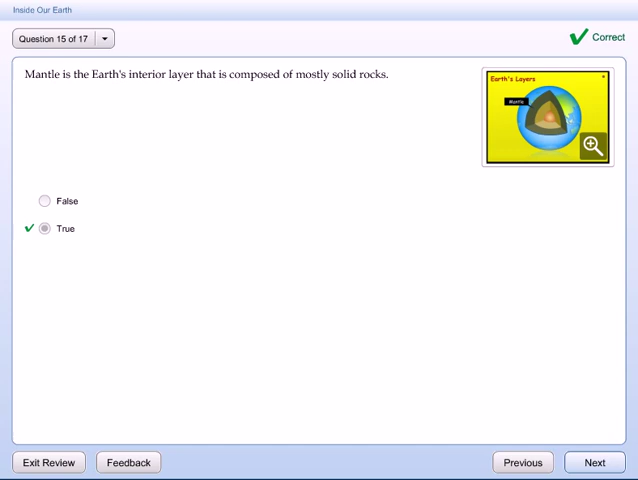 Inside Our Earth
Question 15 of 17
Correct
Mantle is the Earth's interior layer that is composed of mostly solid rocks.
Earth's Layers
Mantle
False
True
Exit Review
Feedback
Previous
Next